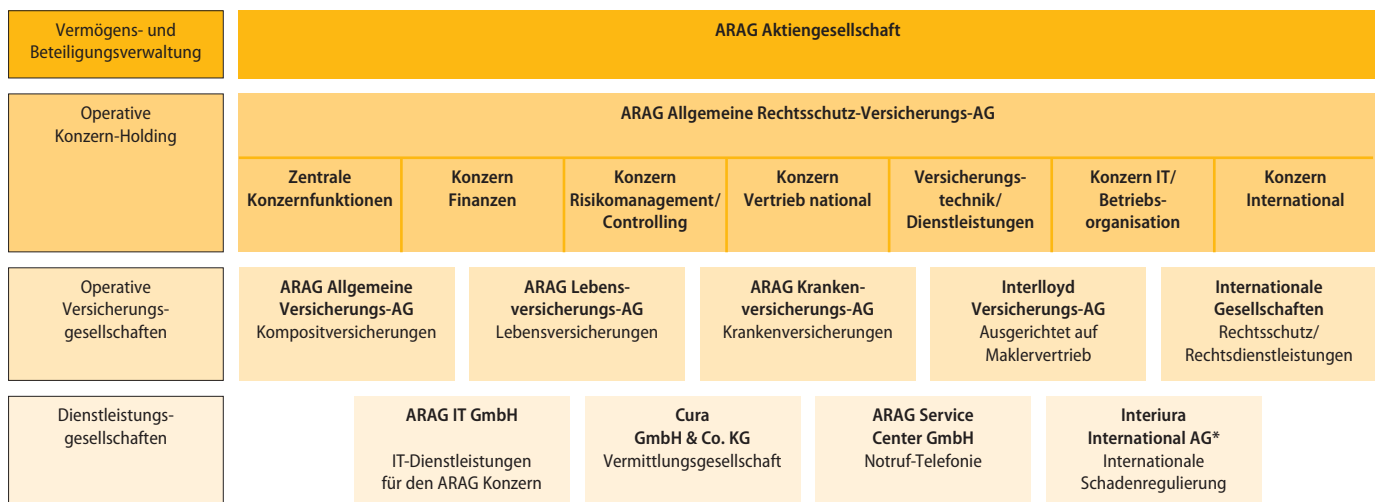 Vermögens- und
Beteiligungsverwaltung
ARAG Aktiengesellschaft
Operative
Konzern-Holding
ARAG Allgemeine Rechtsschutz-Versicherungs-AG
Zentrale
Konzernfunktionen
Konzern
Finanzen
Konzern
Risikomanagement/
Controlling
Konzern
Vertrieb national
Versicherungs-
technik/
Dienstleistungen
Konzern IT/
Betriebs-
organisation
Konzern
International
Operative
Versicherungs-
gesellschaften
ARAG Allgemeine
Versicherungs-AG
Kompositversicherungen
ARAG Lebens-
versicherungs-AG
Lebensversicherungen
ARAG Kranken-
versicherungs-AG
Krankenversicherungen
Interlloyd
Versicherungs-AG
Ausgerichtet auf
Maklervertrieb
Internationale
Gesellschaften
Rechtsschutz/
Rechtsdienstleistungen
Dienstleistungs-
gesellschaften
ARAG IT GmbH
IT-Dienstleistungen
für den ARAG Konzern
Cura
GmbH & Co. KG
Vermittlungsgesellschaft
ARAG Service
Center GmbH
Notruf-Telefonie
Interiura
International AG*
Internationale
Schadenregulierung